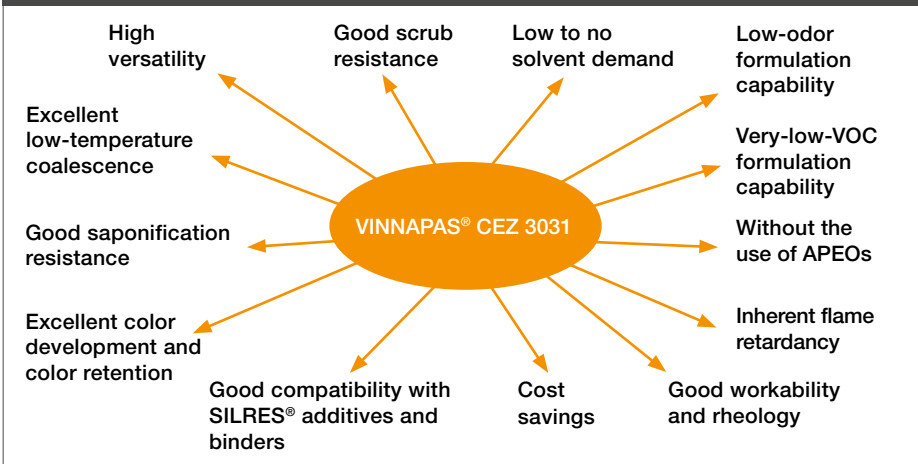 High
versatility
Good scrub
resistance
Low to no
solvent demand
Low-odor
formulation
capability
Excellent
low-temperature
coalescence
Very-low-VOC
formulation
capability
VINNAPAS® CEZ 3031
Good saponification
resistance
Without the
use of APEOs
Excellent color
development and
color retention
Inherent flame
retardancy
Good compatibility with
SILRES® additives and
binders
Cost
savings
Good workability
and rheology